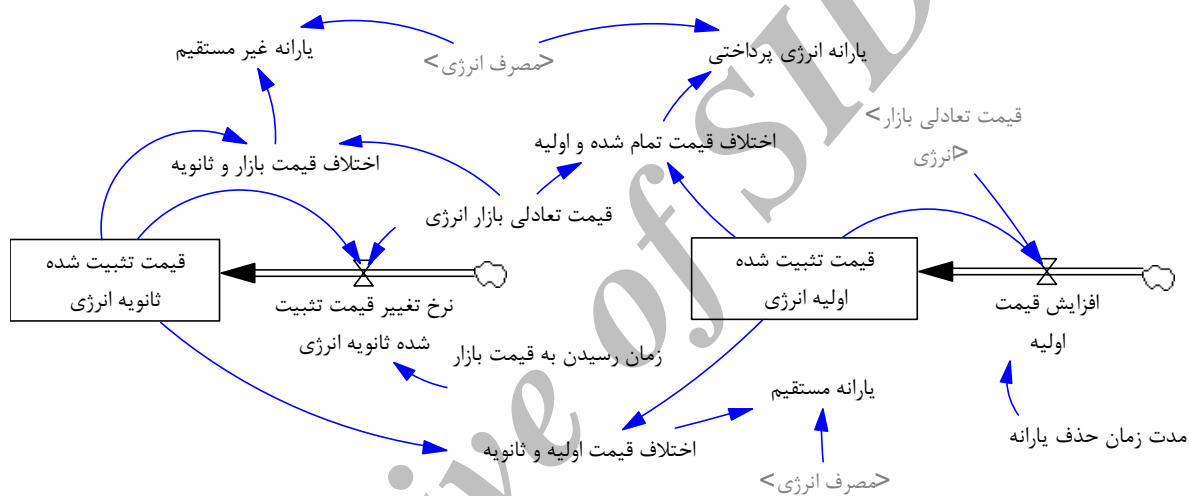 یارانه غیر مستقیم
<مصرف انرژی>
یارانه انرژی پرداختی
<قیمت تعادلی بازار
انرژی>
اختلاف قیمت تمام شده و اولیه
اختلاف قیمت بازار و ثانویه
قیمت تعادلی بازار انرژی
قیمت تثبیت شده
اولیه انرژی
قیمت تثبیت شده
ثانویه انرژی
افزایش قیمت
اولیه
نرخ تغییر قیمت تثبیت
شده ثانویه انرژی
زمان رسیدن به قیمت بازار
یارانه مستقیم
مدت زمان حذف یارانه
اختلاف قیمت اولیه و ثانویه
<مصرف انرژی>
ive of SID